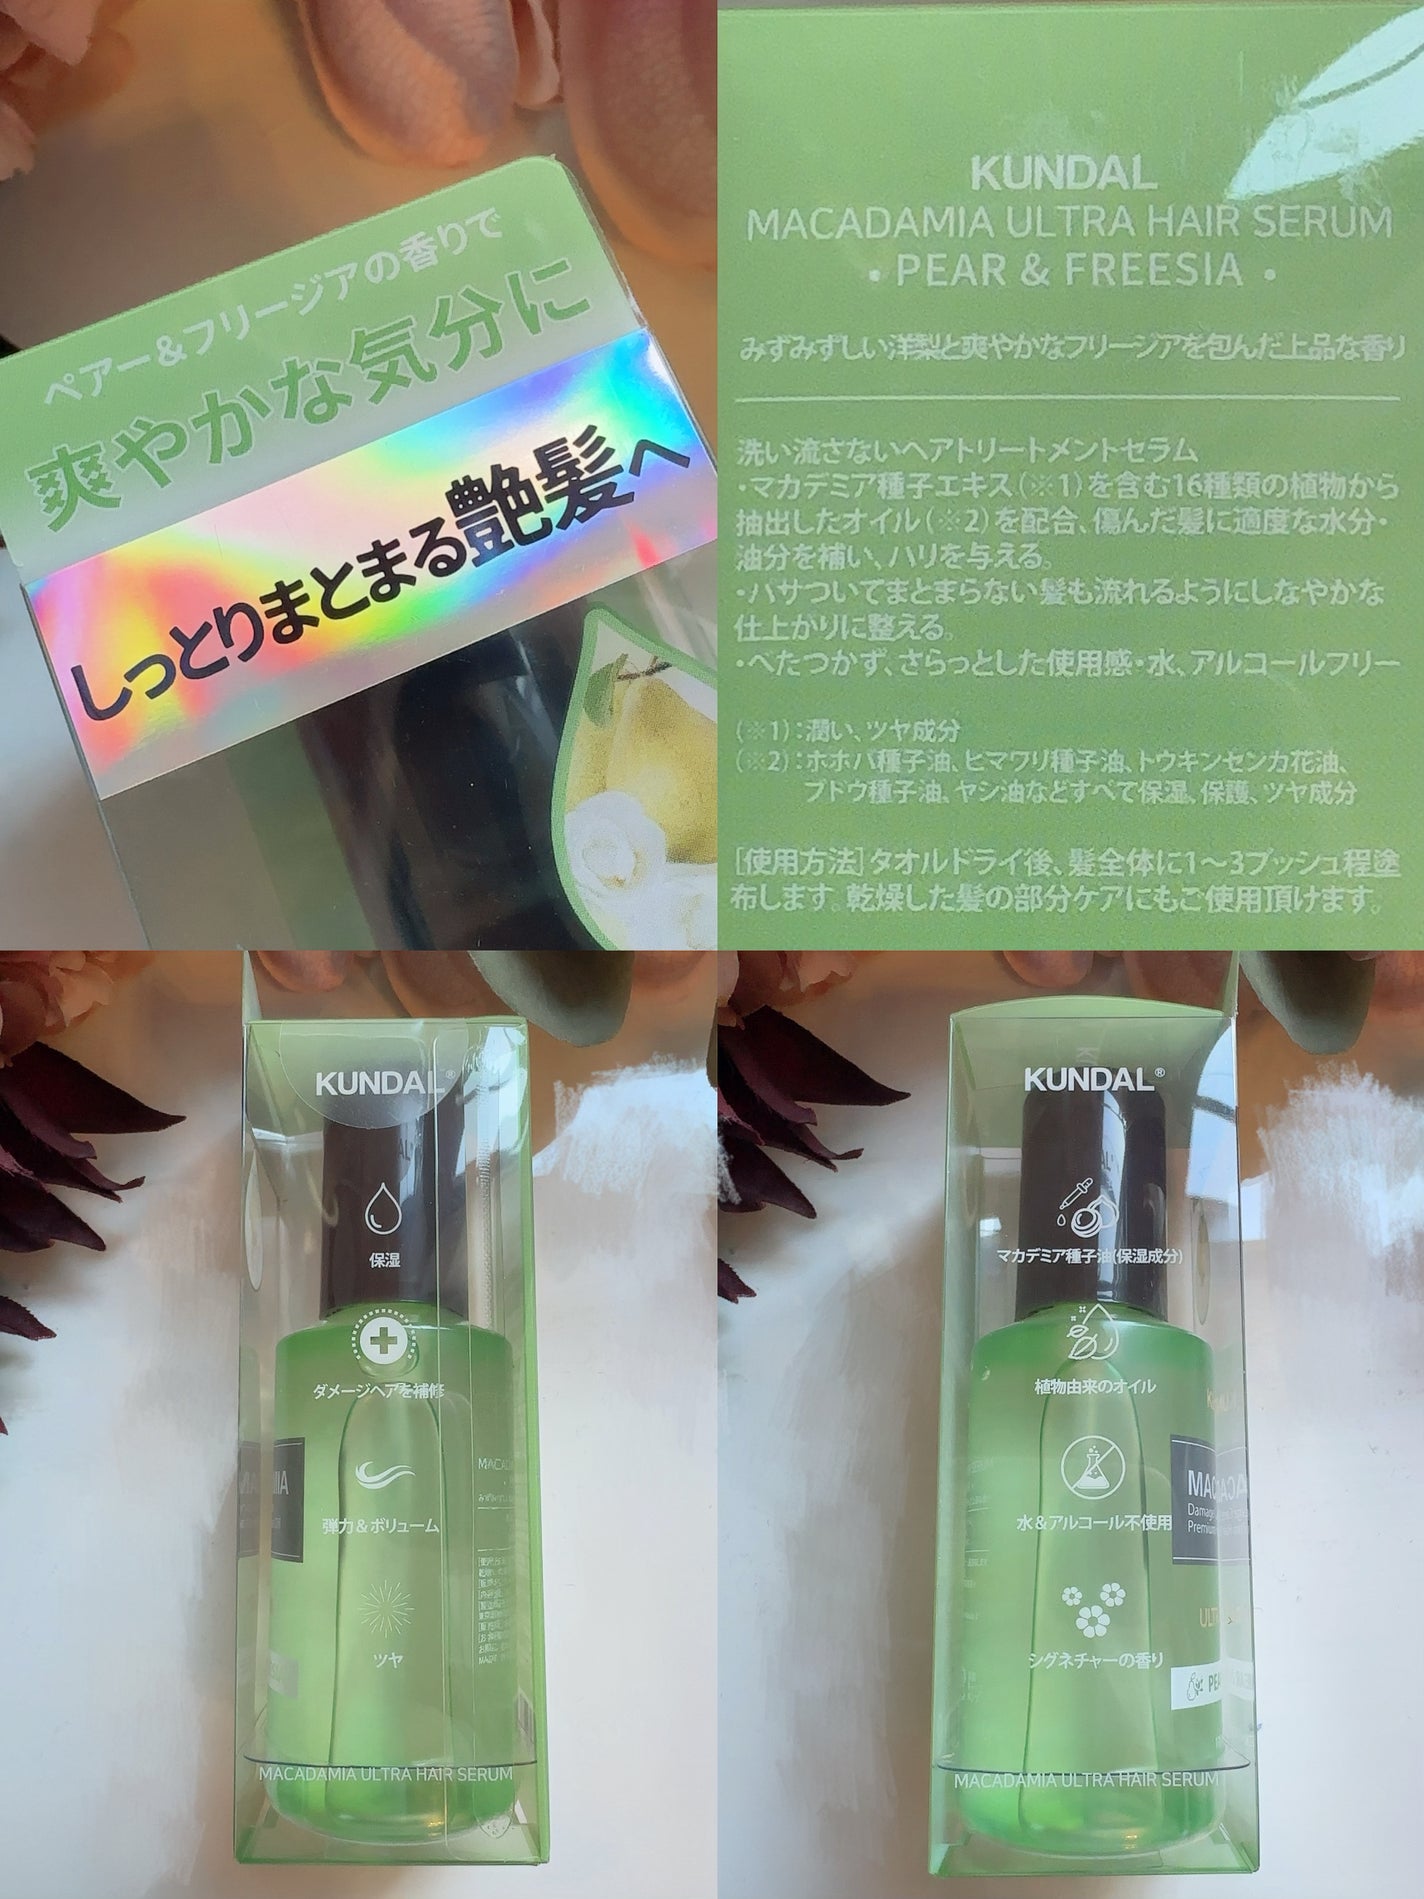 ペアー&フリージアの香りで
爽やかな気分に
しっとりまとまる艶髪へ
KUNDAL
MACADAMIA ULTRA HAIR SERUM
・PEAR & FREESIA・
みずみずしい洋梨と爽やかなフリージアを包んだ上品な香り
洗い流さないヘアトリートメントセラム
・マカデミア種子エキス(※1)を含む16種類の植物から
抽出したオイル(※2)を配合、傷んだ髪に適度な水分・
油分を補い、ハリを与える。
・パサついてまとまらない髪も流れるようにしなやかな
仕上がりに整える。
・べたつかず、さらっとした使用感・水、アルコールフリー
(※1):潤い、ツヤ成分
(※2):ホホバ種子油、ヒマワリ種子油、トウキンセンカ花油、
ブドウ種子油、ヤシ油などすべて保湿、保護、ツヤ成分
[使用方法]タオルドライ後、髪全体に1～3プッシュ程塗
布します。乾燥した髪の部分ケアにもご使用頂けます。
KUNDAL®
保湿
ダメージヘアを補修
弾力&ボリューム
ツヤ
MACADAMIA ULTRA HAIR SERUM
KUNDAL®
マカデミア種子油(保湿成分)
植物由来のオイル
水&アルコール不使用
シグネチャーの香り
MACADAMIA ULTRA HAIR SERUM